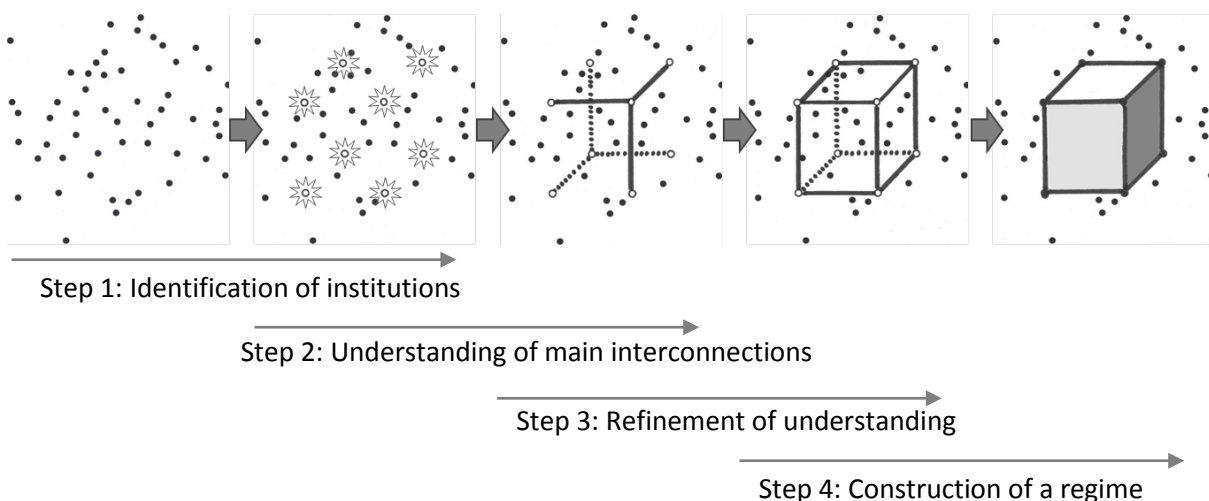 Step 1: Identification of institutions
Step 2: Understanding of main interconnections
Step 3: Refinement of understanding
Step 4: Construction of a regime